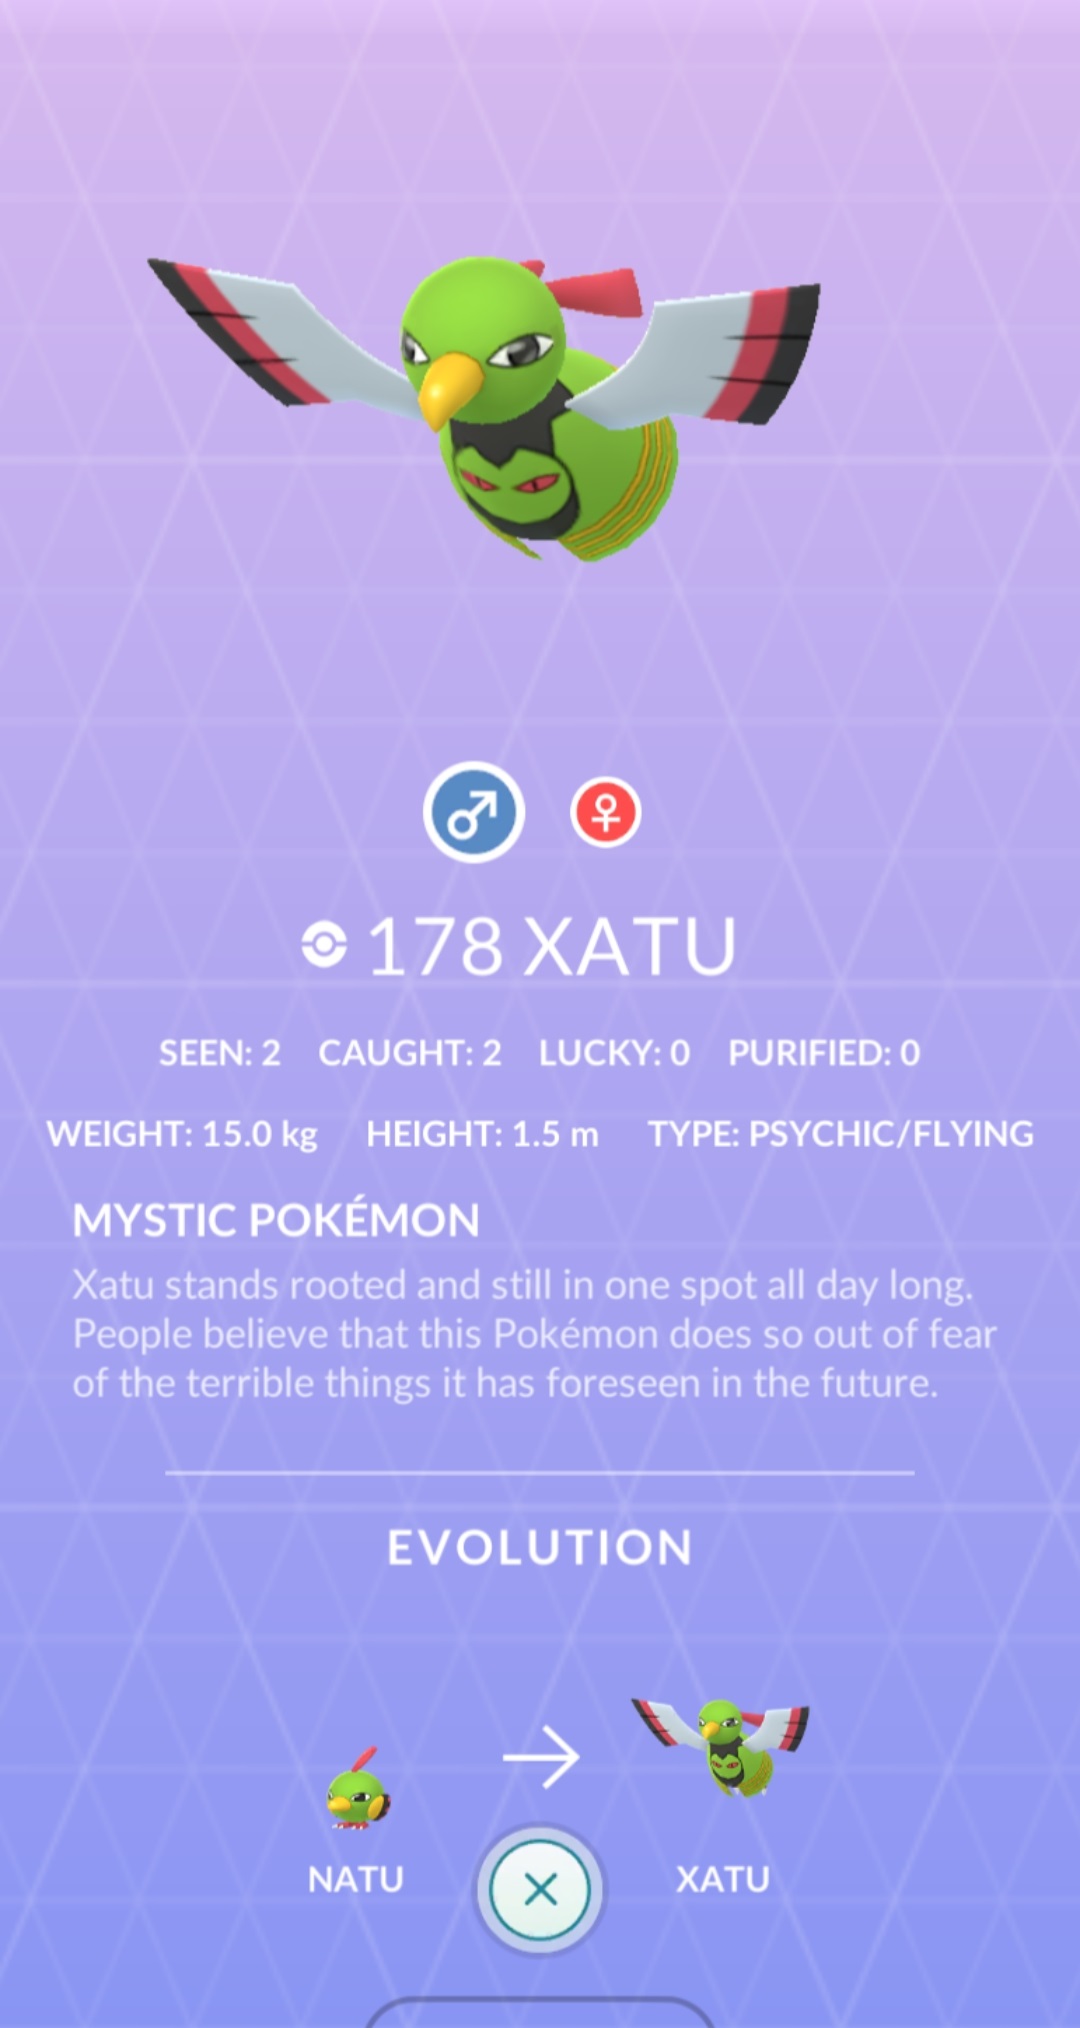 178 XATU
SEEN: 2 CAUGHT: 2 LUCKY: 0 PURIFIED: 0
WEIGHT: 15.0 kg HEIGHT: 1.5 m TYPE: PSYCHIC/FLYING
MYSTIC POKÉMON
Xatu stands rooted and still in one spot all day long.
People believe that this Pokémon does so out of fear
of the terrible things it has foreseen in the future.
EVOLUTION
NATU XATU